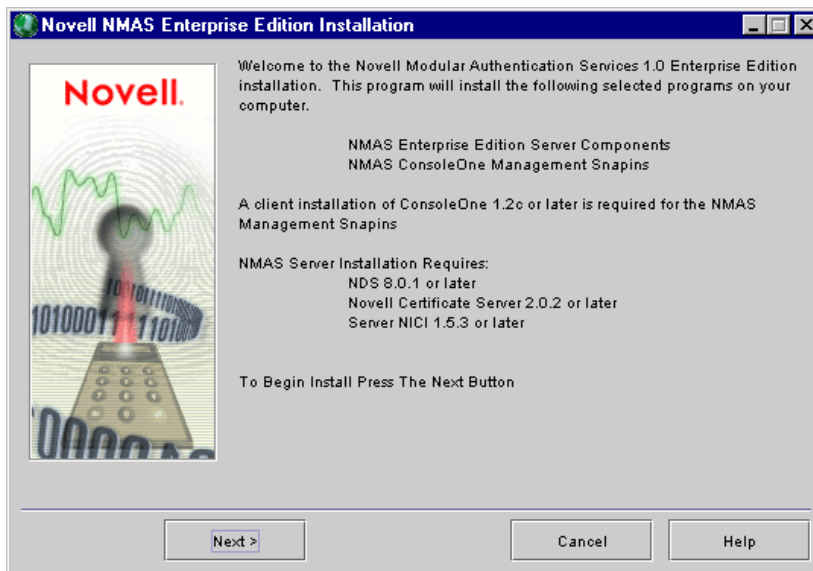 Novell NMAS Enterprise Edition Installation
Novell.
Welcome to the Novell Modular Authentication Services 1.0 Enterprise Edition
installation. This program will install the following selected programs on your
computer.
NMAS Enterprise Edition Server Components
NMAS ConsoleOne Management Snapins
A client installation of ConsoleOne 1.2c or later is required for the NMAS
Management Snapins
NMAS Server Installation Requires:
NDS 8.0.1 or later
Novell Certificate Server 2.0.2 or later
Server NICI 1.5.3 or later
To Begin Install Press The Next Button
Next >
Cancel
Help